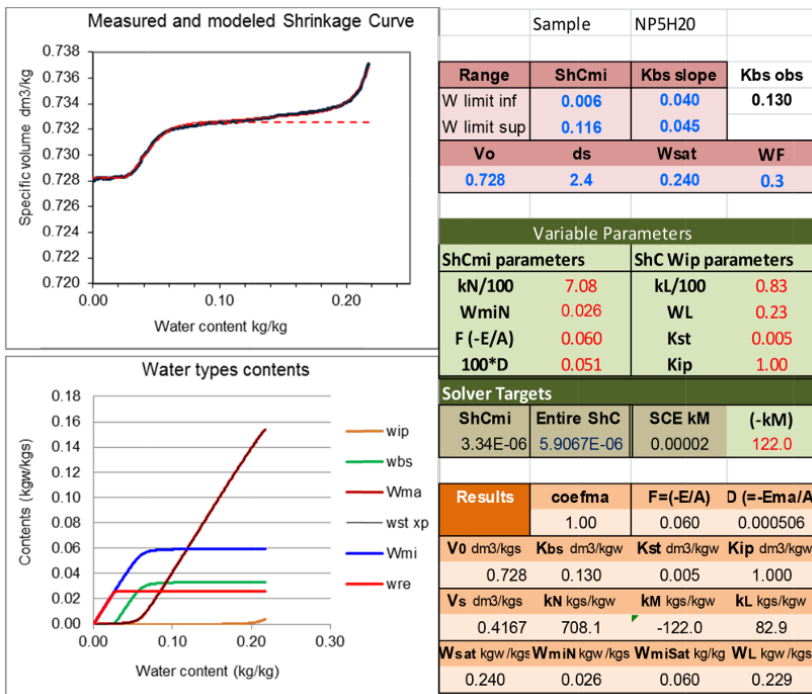 Measured and modeled Shrinkage Curve
Specific volume dm3/kg
0.738
0.736
0.734
0.732
0.730
0.728
0.726
0.724
0.722
0.720
0.00 0.10 0.20
Water content kg/kg
Water types contents
Contents (kgw/kgs)
0.18
0.16
0.14
0.12
0.10
0.08
0.06
0.04
0.02
0.00
0.00 0.10 0.20 0.30
Water content (kg/kg)
wip
wbs
Wma
wst xp
Wmi
wre
Sample NP5H20
Range ShCmi Kbs slope Kbs obs
W limit inf 0.006 0.040 0.130
W limit sup 0.116 0.045
Vo ds Wsat WF
0.728 2.4 0.240 0.3
Variable Parameters
ShCmi parameters ShC Wip parameters
kN/100 7.08 kL/100 0.83
WmiN 0.026 WL 0.23
F (-E/A) 0.060 Kst 0.005
100*D 0.051 Kip 1.00
Solver Targets
ShCmi Entire ShC SCE kM (-kM)
3.34E-06 5.9067E-06 0.00002 122.0
Results coefma F=(-E/A) D (=-Ema/A
1.00 0.060 0.000506
V0 dm3/kgs Kbs dm3/kgw Kst dm3/kgw Kip dm3/kgw
0.728 0.130 0.005 1.000
Vs dm3/kgs kN kgs/kgw kM kgs/kgw kL kgs/kgw
0.4167 708.1 -122.0 82.9
Wsat kgw/kgs WmiN kgw/kgs WmiSat kg/kg WL kgw/kgs
0.240 0.026 0.060 0.229